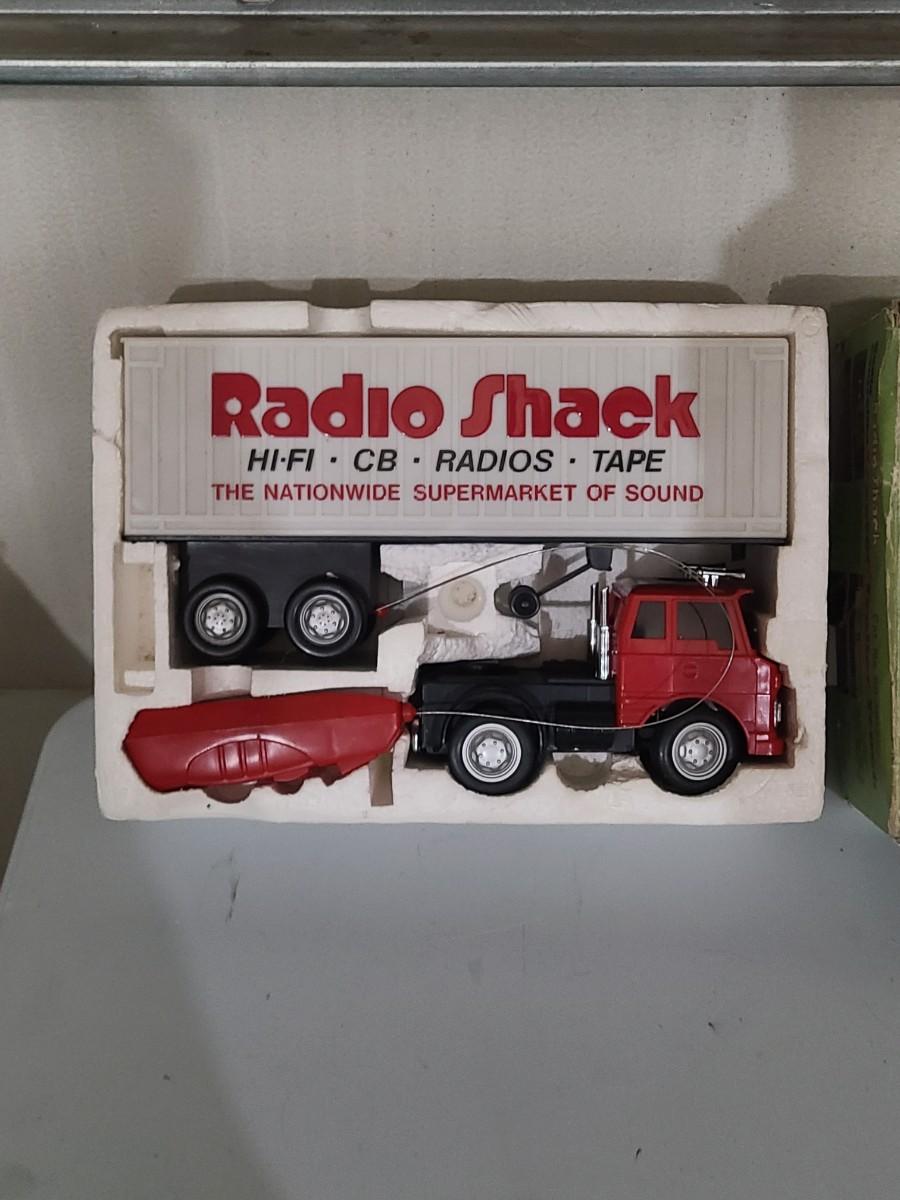 Radio Shack
HI·FI · CB · RADIOS · TAPE
THE NATIONWIDE SUPERMARKET OF SOUND